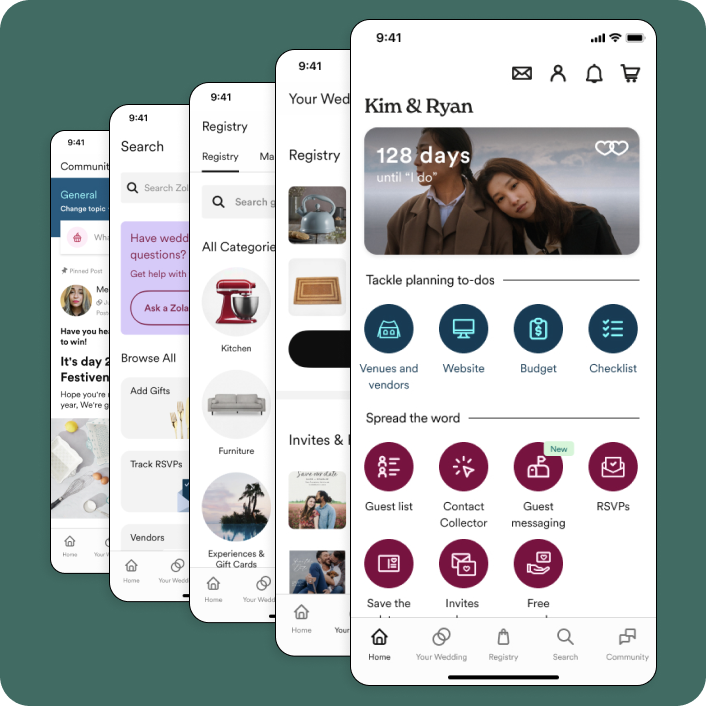 9:41
Communit
General
Change topic
Wha
Pinned Post
Me
Post
Have you hea
to win!
It's day 2
Festiven
Hope you're
year, We're g
Home
Your W
9:41
Search
Search Zol
Have wedd
questions?
Get help with
Ask a Zola
Browse All
Add Gifts
Track RSVPs
Vendors
Home
Your Wedd
9:41
Registry
Registry
Ma
Search g
All Categorie
Kitchen
Furniture
Experiences &
Gift Cards
Home
Your Wedd
9:41
Your Wed
Registry
Invites &
Save our date
Home
Your
9:41
Kim & Ryan
128 days
until “I do”
Tackle planning to-dos
Venues and
vendors
Website
Budget
Checklist
Spread the word
New
Guest list
Contact
Collector
Guest
messaging
RSVPs
Save the
Invites
Free
Home
Your Wedding
Registry
Search
Community